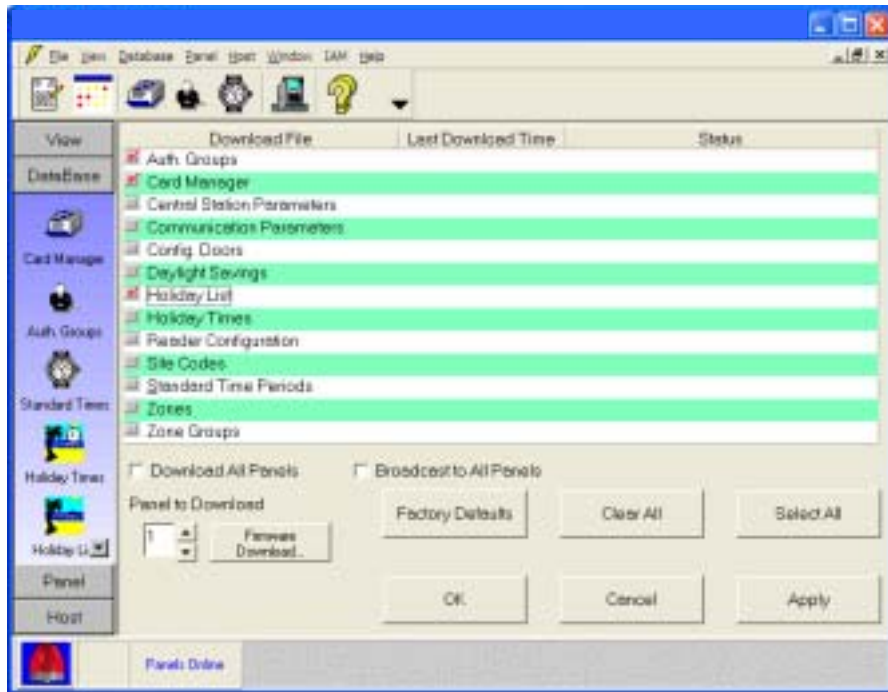 File View Database Panel Host Window IAM Help
View
DataBase
Card Manager
Auth. Groups
Standard Times
Holiday Times
Holiday Li
Panel
Host
Download File Last Download Time Status
Auth. Groups
Card Manager
Central Station Parameters
Communication Parameters
Config. Doors
Daylight Savings
Holiday List
Holiday Times
Reader Configuration
Site Codes
Standard Time Periods
Zones
Zone Groups
Download All Panels Broadcast to All Panels
Panel to Download
1
Firmware
Download...
Factory Defaults Clear All Select All
OK Cancel Apply
Panels Online